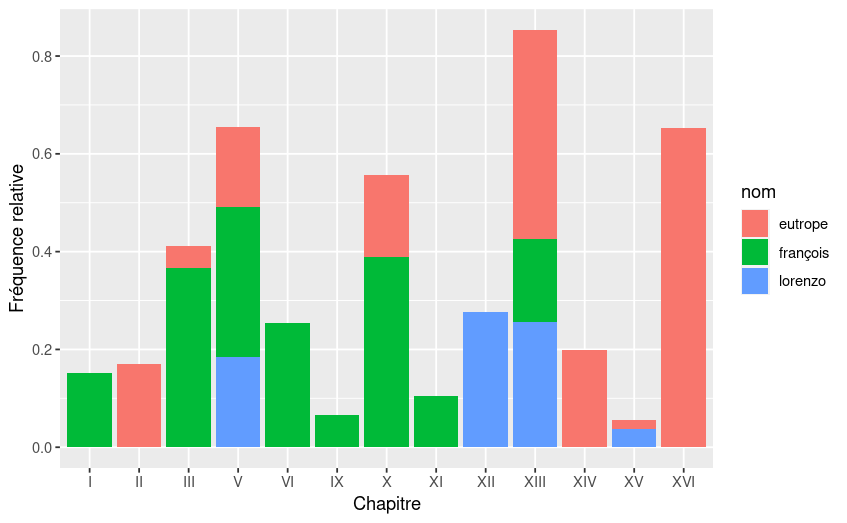 0.8
0.6
0.4
0.2
0.0
Fréquence relative
I II III V VI IX X XI XII XIII XIV XV XVI
Chapitre
nom
eutrope
françois
lorenzo